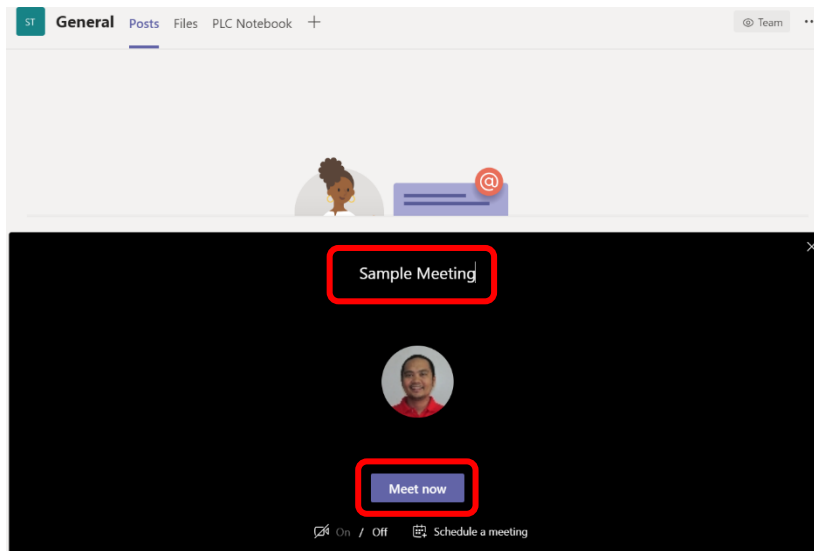 ST General Posts Files PLC Notebook + Team ...
@
Sample Meeting
Meet now
On / Off Schedule a meeting